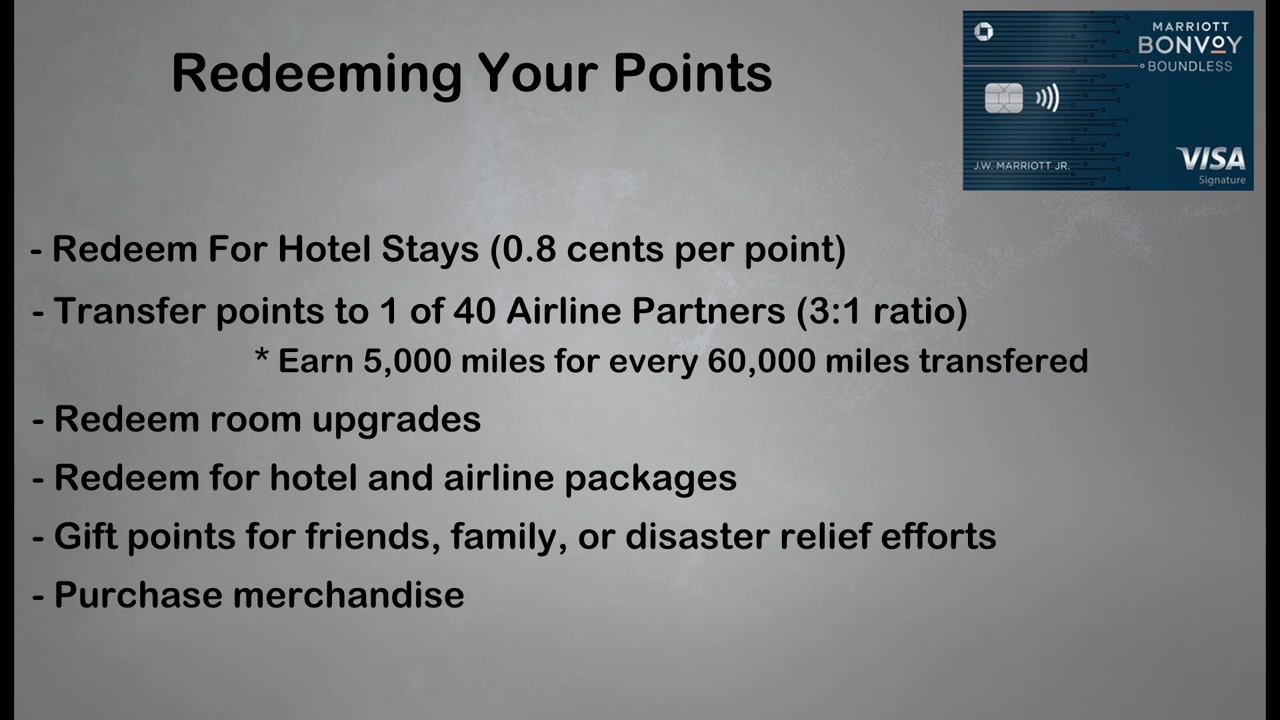 Redeeming Your Points
MARRIOTT
BONVOY
BOUNDLESS
J.W. MARRIOTT JR.
VISA
Signature
- Redeem For Hotel Stays (0.8 cents per point)
- Transfer points to 1 of 40 Airline Partners (3:1 ratio)
* Earn 5,000 miles for every 60,000 miles transfered
- Redeem room upgrades
- Redeem for hotel and airline packages
- Gift points for friends, family, or disaster relief efforts
- Purchase merchandise